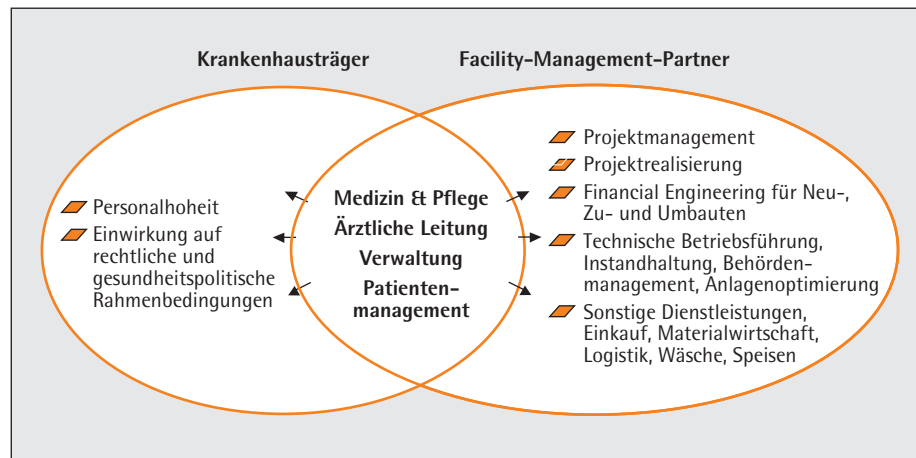 Krankenhausträger
Facility-Management-Partner
Personalhoheit
Einwirkung auf
rechtliche und
gesundheitspolitische
Rahmenbedingungen
Medizin & Pflege
Ärztliche Leitung
Verwaltung
Patienten-
management
Projektmanagement
Projektrealisierung
Financial Engineering für Neu-,
Zu- und Umbauten
Technische Betriebsführung,
Instandhaltung, Behörden-
management, Anlagenoptimierung
Sonstige Dienstleistungen,
Einkauf, Materialwirtschaft,
Logistik, Wäsche, Speisen